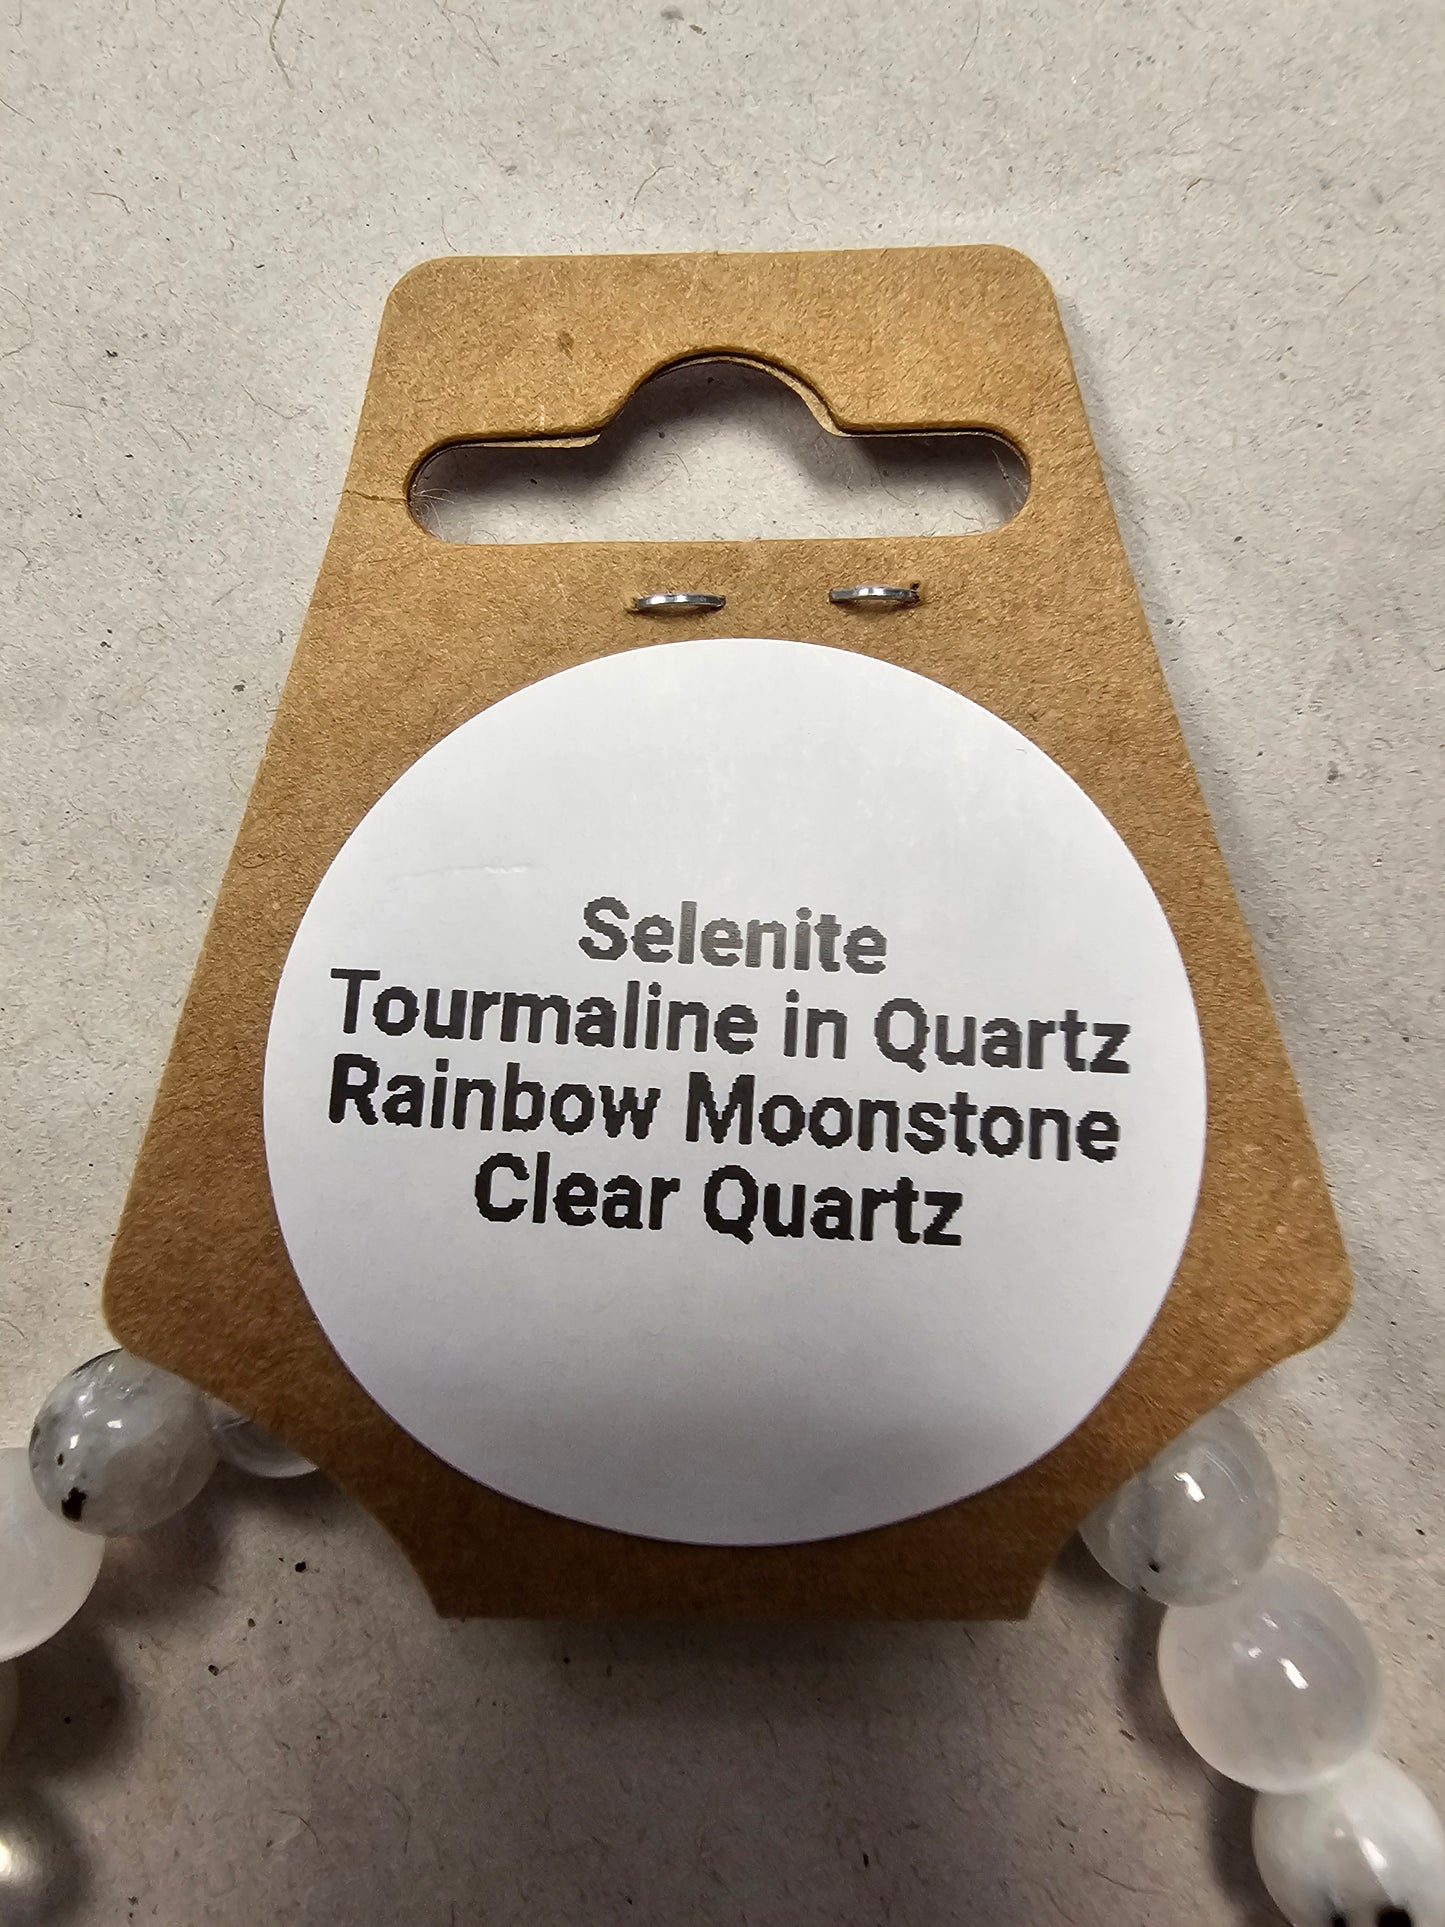 Selenite
Tourmaline in Quartz
Rainbow Moonstone
Clear Quartz